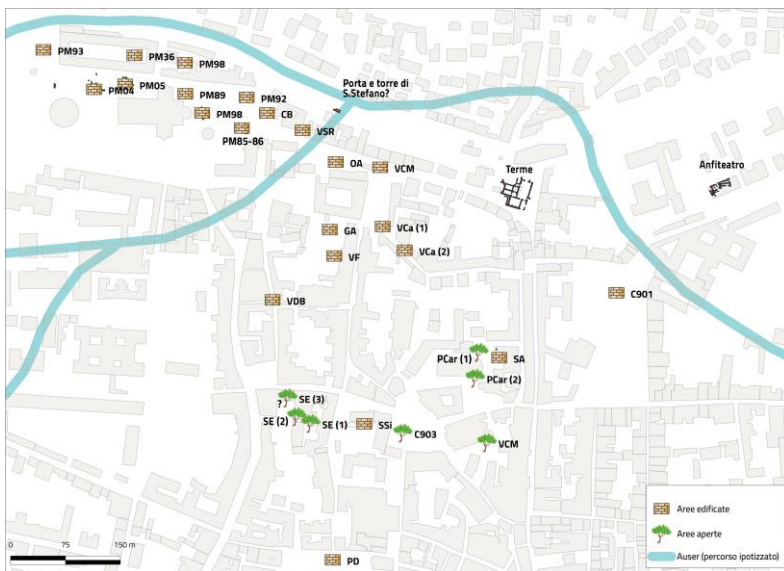 PM93
PM36
PM98
PM04
PM05
PM89
PM92
PM98
CB
PM85-86
VSR
Porta e torre di
S.Stefano?
OA
VCM
Terme
Anfiteatro
GA
VCa (1)
VF
VCa (2)
VDB
C901
PCar (1)
SA
PCar (2)
?
SE (3)
SE (2)
SE (1)
SSi
C903
VCM
PD
0
75
150 m
Aree edificate
Aree aperte
Auser (percorso ipotizzato)